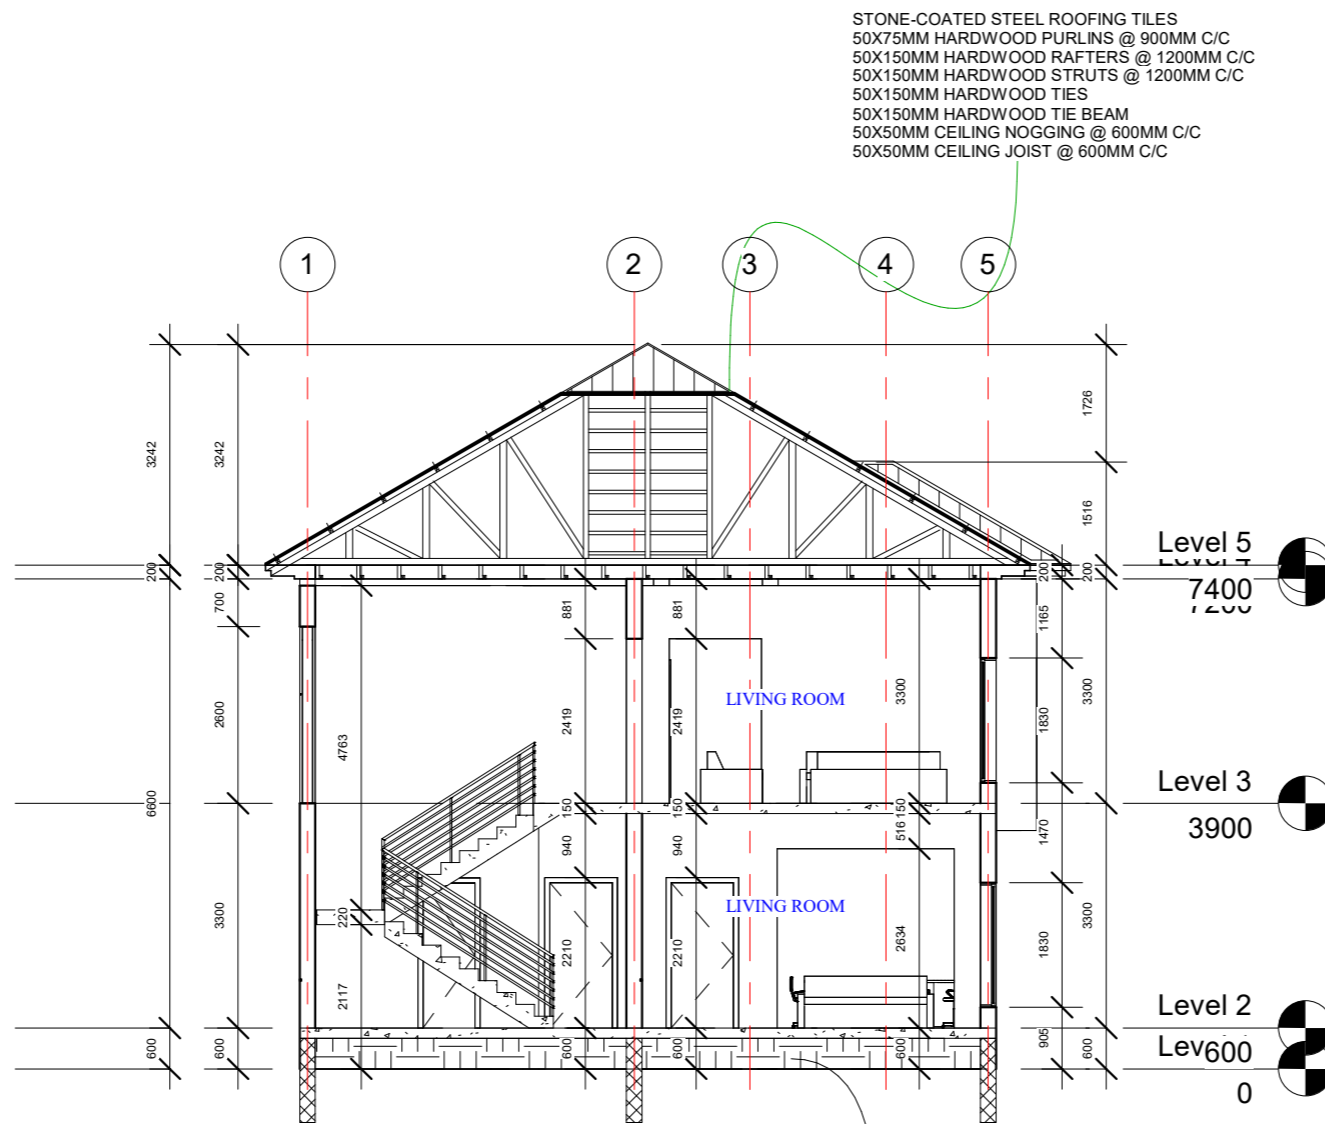 STONE-COATED STEEL ROOFING TILES
50X75MM HARDWOOD PURLINS @ 900MM C/C
50X150MM HARDWOOD RAFTERS @ 1200MM C/C
50X150MM HARDWOOD STRUTS @ 1200MM C/C
50X150MM HARDWOOD TIES
50X150MM HARDWOOD TIE BEAM
50X50MM CEILING NOGGING @ 600MM C/C
50X50MM CEILING JOIST @ 600MM C/C
1 2 3 4 5
3242 3242 1726
1516
Level 5
7400
200 200 200 200
700 881 881 1165
2600 4763 2419 2419 LIVING ROOM 3300 1830 3300
Level 3
3900
6600 150 150 150
3300 220 940 940 516 1470
LIVING ROOM
2117 2210 2210 2634 1830 3300
Level 2
600
600 600 600 600 600 905 600
0